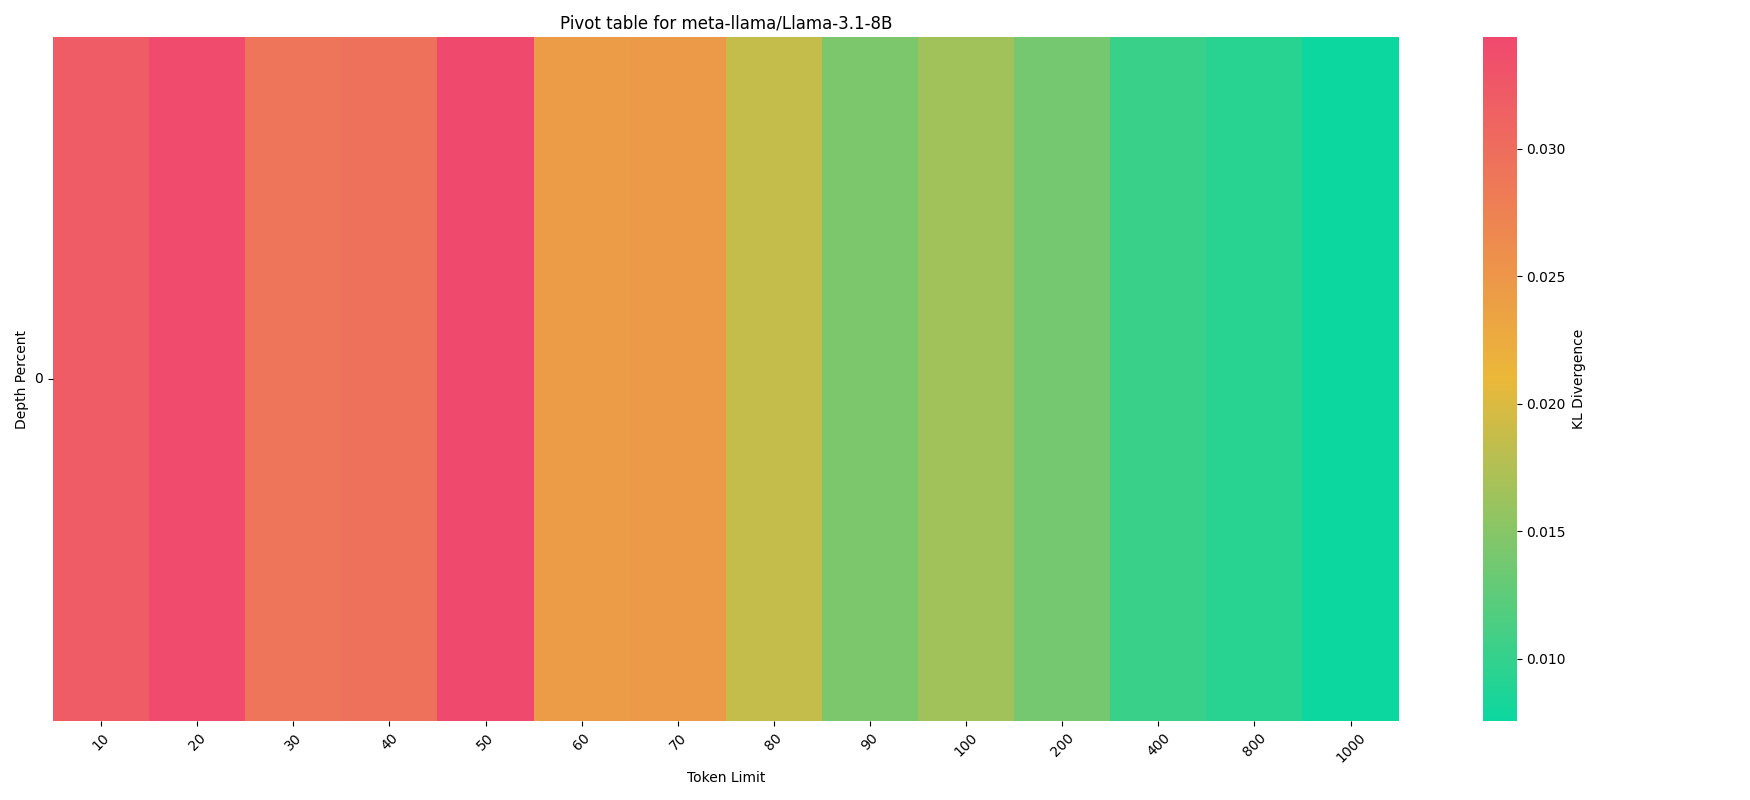 Pivot table for meta-llama/Llama-3.1-8B
Depth Percent
0
10 20 30 40 50 60 70 80 90 100 200 400 800 1000
Token Limit
0.030
0.025
0.020
0.015
0.010
KL Divergence